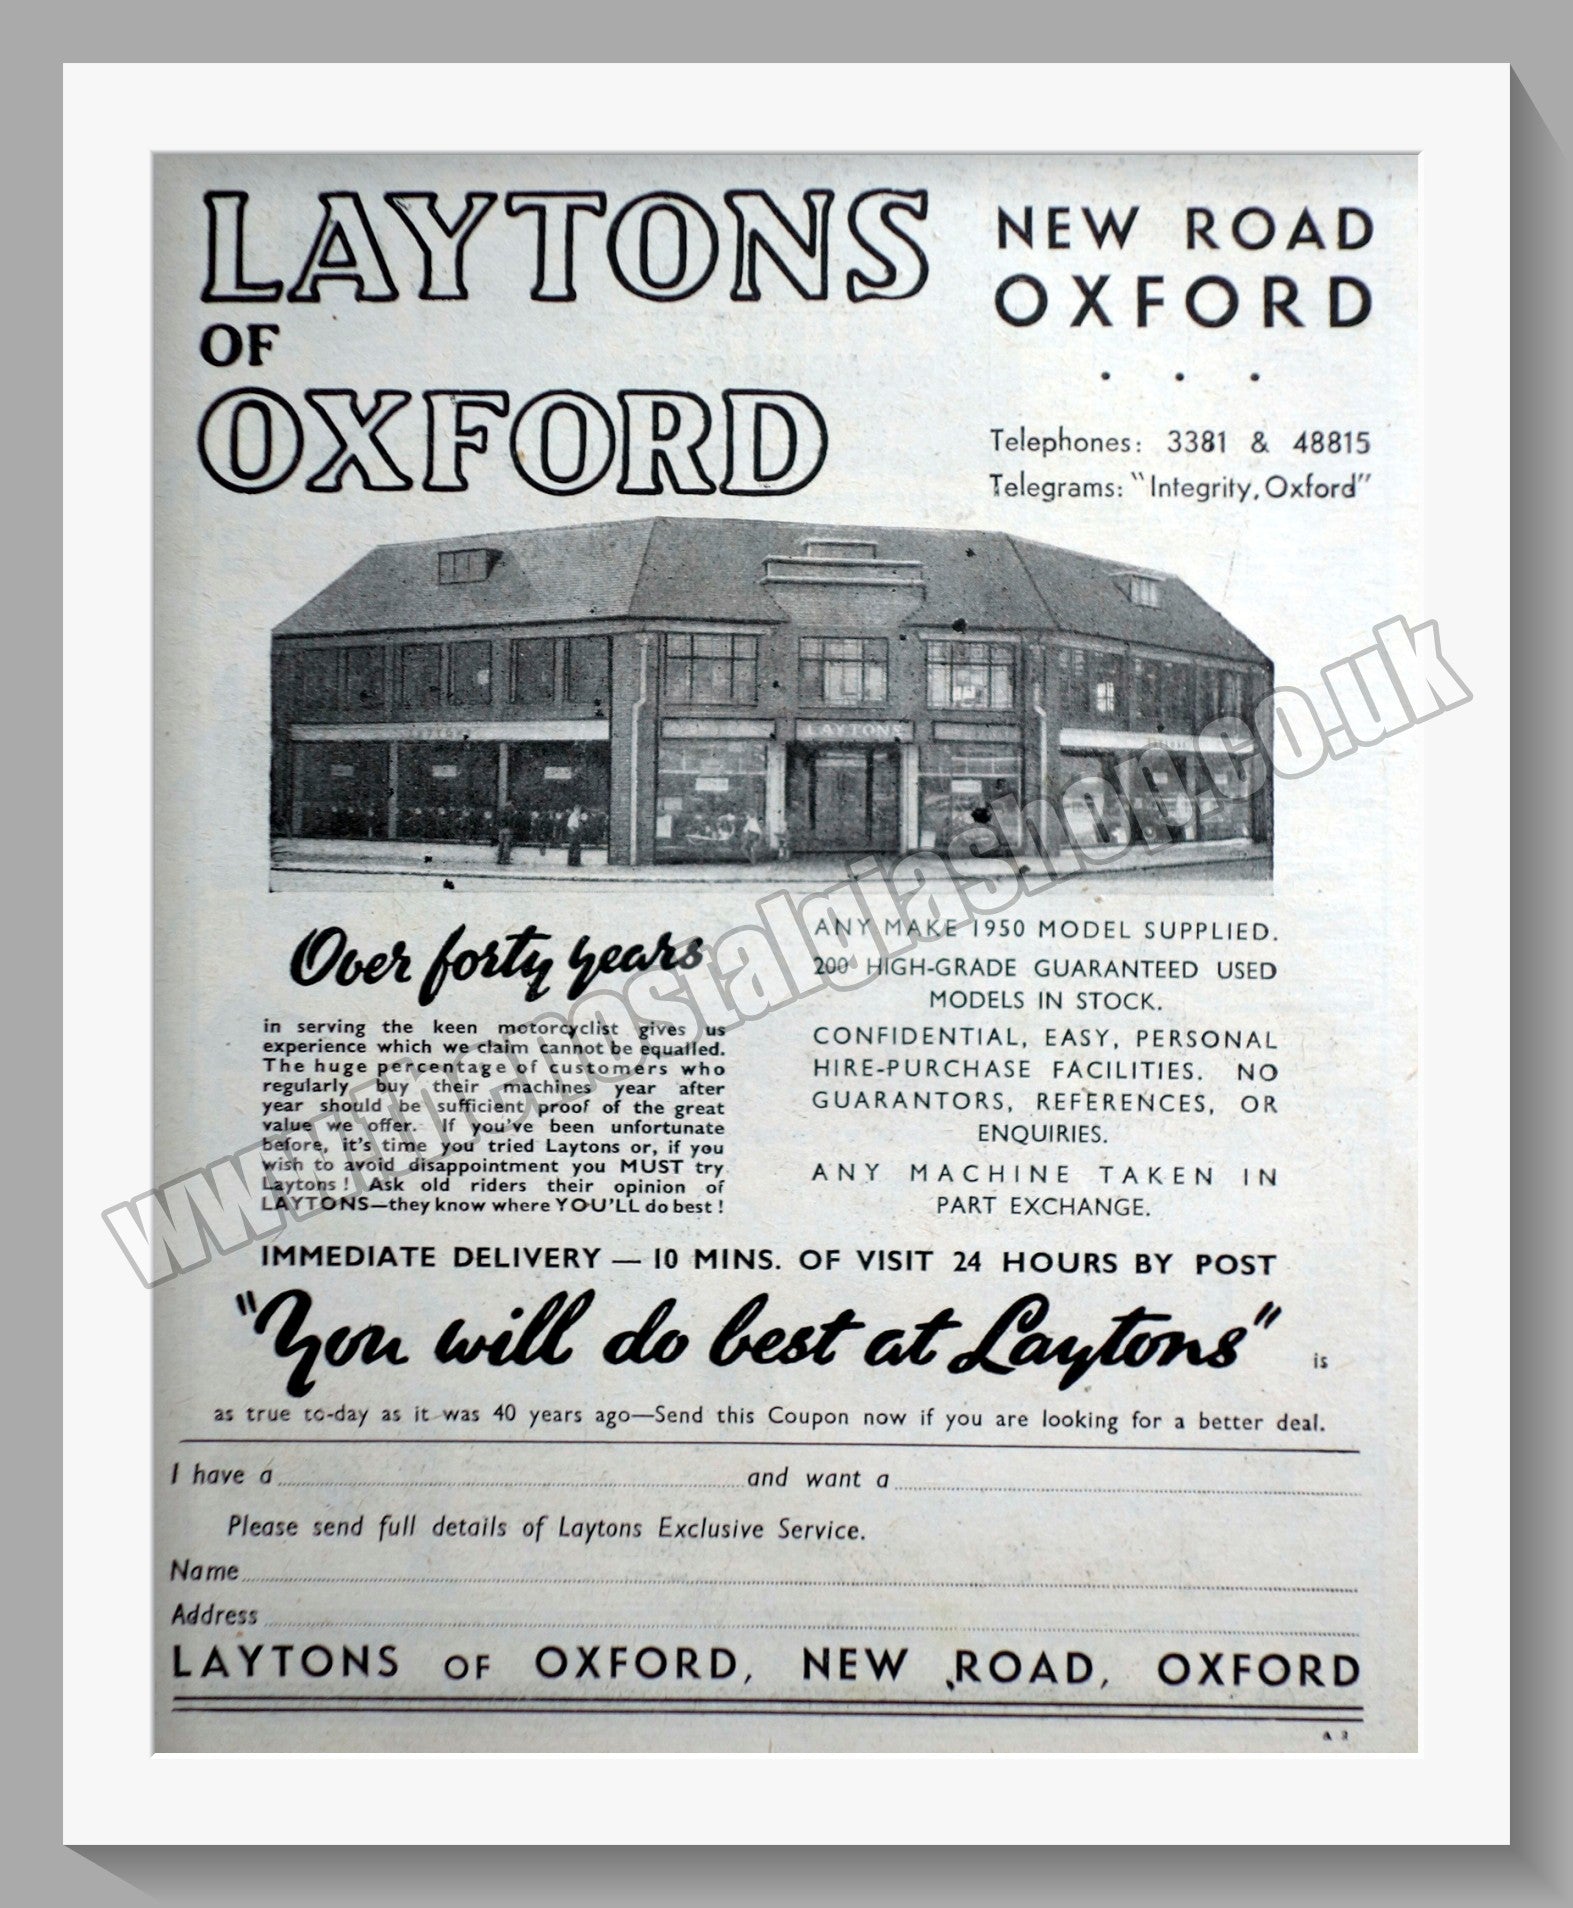 LAYTONS
OF
OXFORD
NEW ROAD
OXFORD
. . .
Telephones: 3381 & 48815
Telegrams: "Integrity, Oxford"
LAYTONS
Over forty years
in serving the keen motorcyclist gives us
experience which we claim cannot be equalled.
The huge percentage of customers who
regularly buy their machines year after
year should be sufficient proof of the great
value we offer. If you've been unfortunate
before, it's time you tried Laytons or, if you
wish to avoid disappointment you MUST try
Laytons! Ask old riders their opinion of
LAYTONS—they know where YOU'LL do best!
ANY MAKE 1950 MODEL SUPPLIED.
200 HIGH-GRADE GUARANTEED USED
MODELS IN STOCK.
CONFIDENTIAL, EASY, PERSONAL
HIRE-PURCHASE FACILITIES. NO
GUARANTORS, REFERENCES, OR
ENQUIRIES.
ANY MACHINE TAKEN IN
PART EXCHANGE.
IMMEDIATE DELIVERY — 10 MINS. OF VISIT 24 HOURS BY POST
"You will do best at Laytons" is
as true to-day as it was 40 years ago—Send this Coupon now if you are looking for a better deal.
I have a and want a
Please send full details of Laytons Exclusive Service.
Name
Address
LAYTONS OF OXFORD, NEW ROAD, OXFORD
www.thenostalgiashop.co.uk